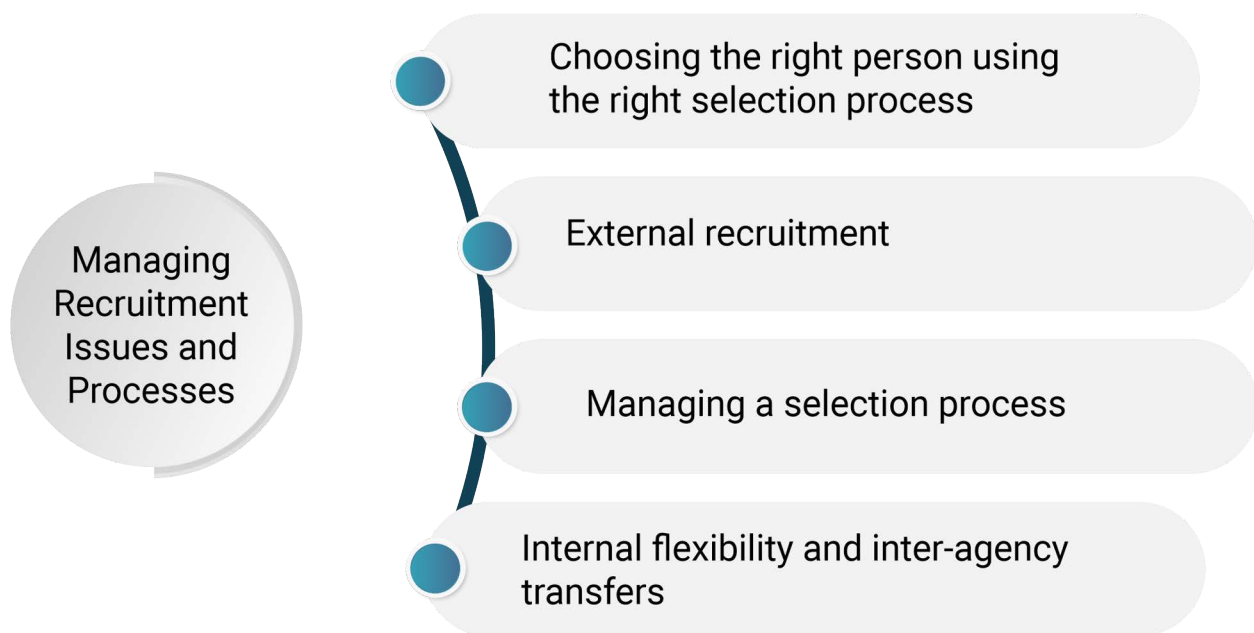 Managing
Recruitment
Issues and
Processes
Choosing the right person using
the right selection process
External recruitment
Managing a selection process
Internal flexibility and inter-agency
transfers